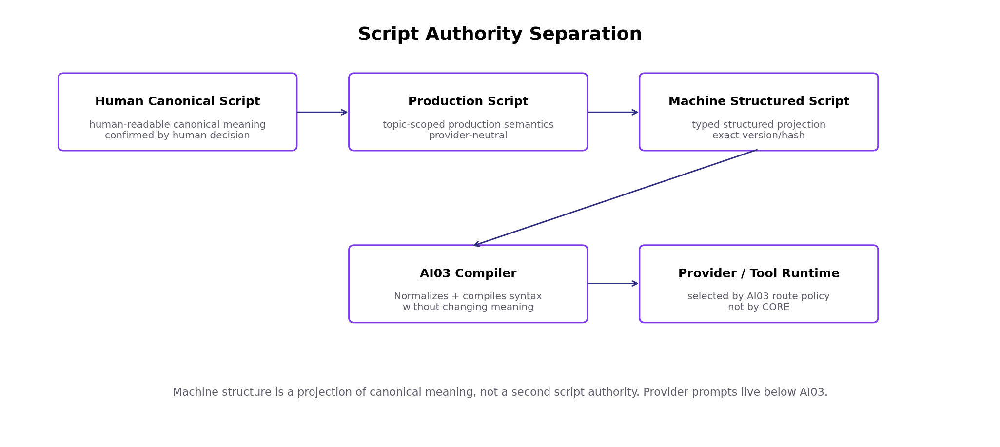 Script Authority Separation
Human Canonical Script
human-readable canonical meaning
confirmed by human decision
Production Script
topic-scoped production semantics
provider-neutral
Machine Structured Script
typed structured projection
exact version/hash
AI03 Compiler
Normalizes + compiles syntax
without changing meaning
Provider / Tool Runtime
selected by AI03 route policy
not by CORE
Machine structure is a projection of canonical meaning, not a second script authority. Provider prompts live below AI03.